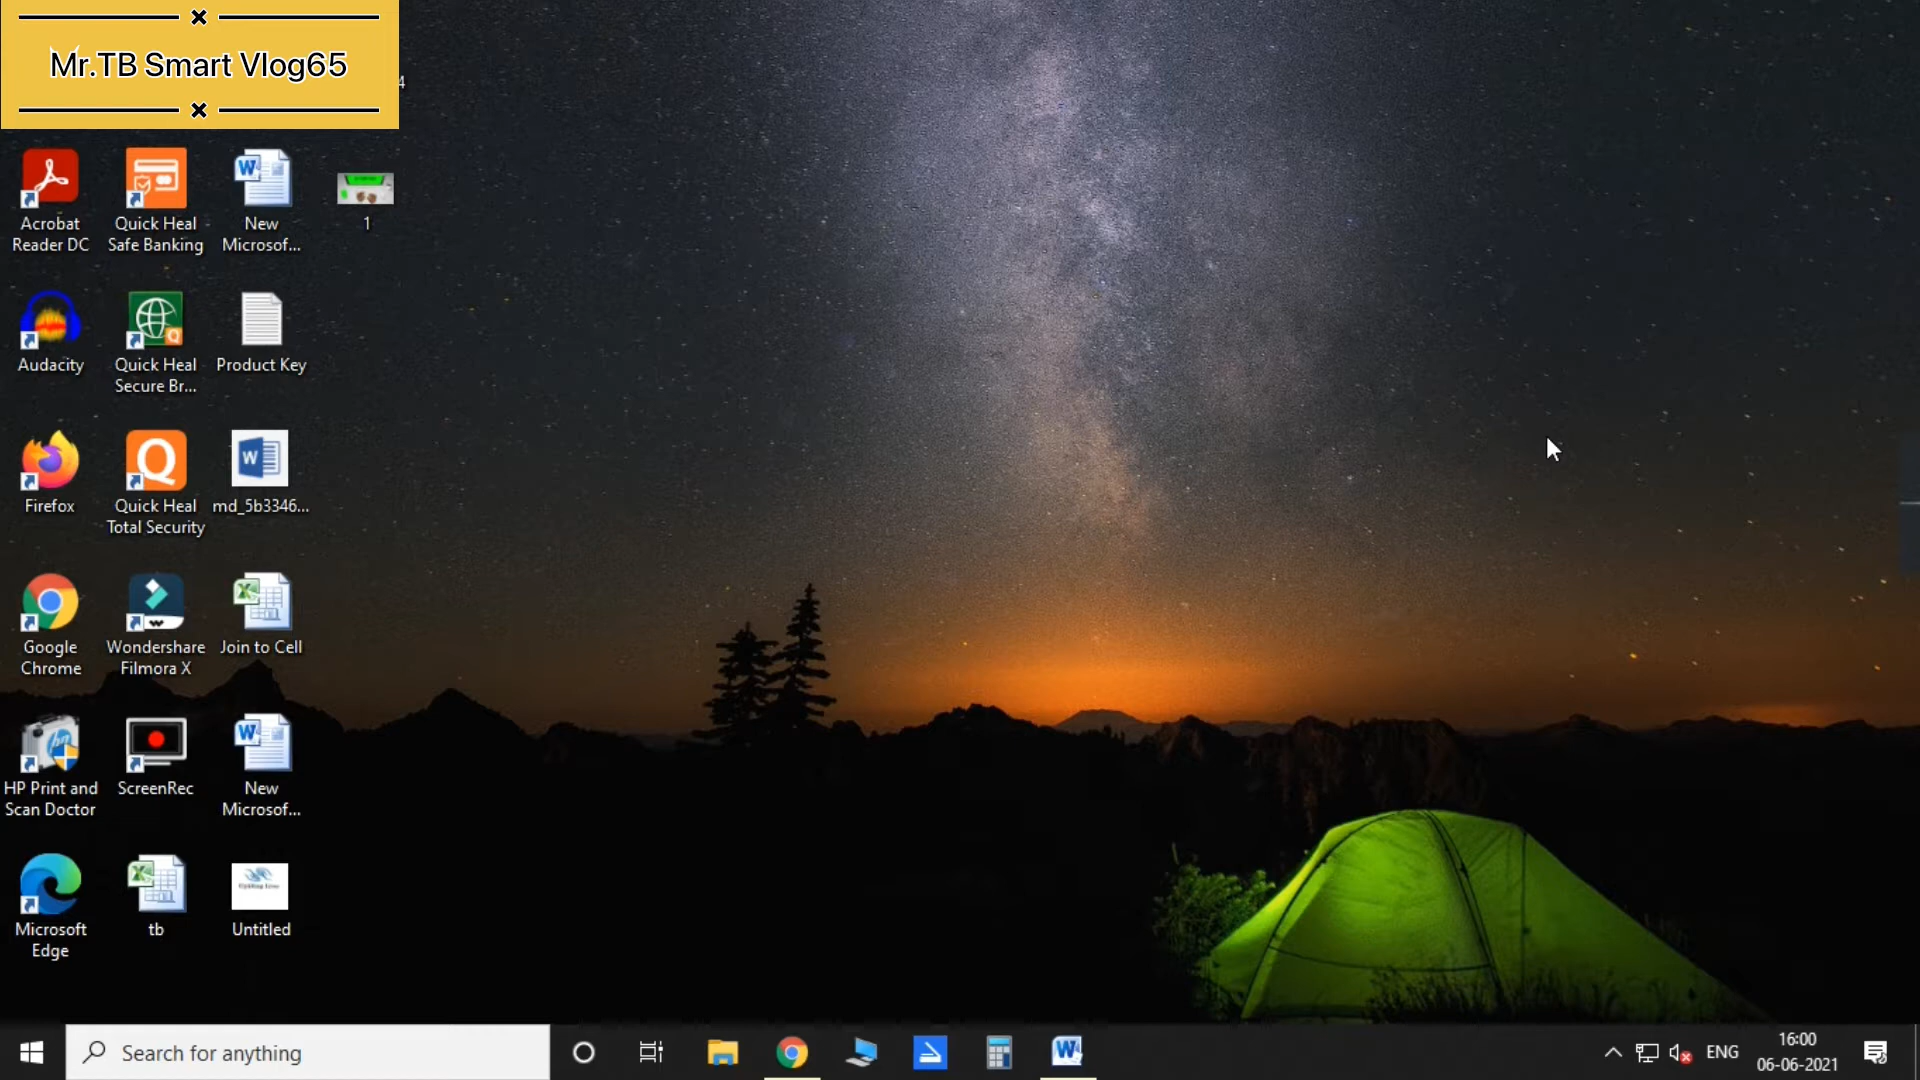 Mr.TB Smart Vlog65
4
Acrobat
Reader DC
Quick Heal
Safe Banking
New
Microsof...
1
Audacity
Quick Heal
Secure Br...
Product Key
Firefox
Quick Heal
Total Security
md_5b3346...
Google
Chrome
Wondershare
Filmora X
Join to Cell
HP Print and
Scan Doctor
ScreenRec
New
Microsof...
Microsoft
Edge
tb
Untitled
Search for anything
ENG
16:00
06-06-2021